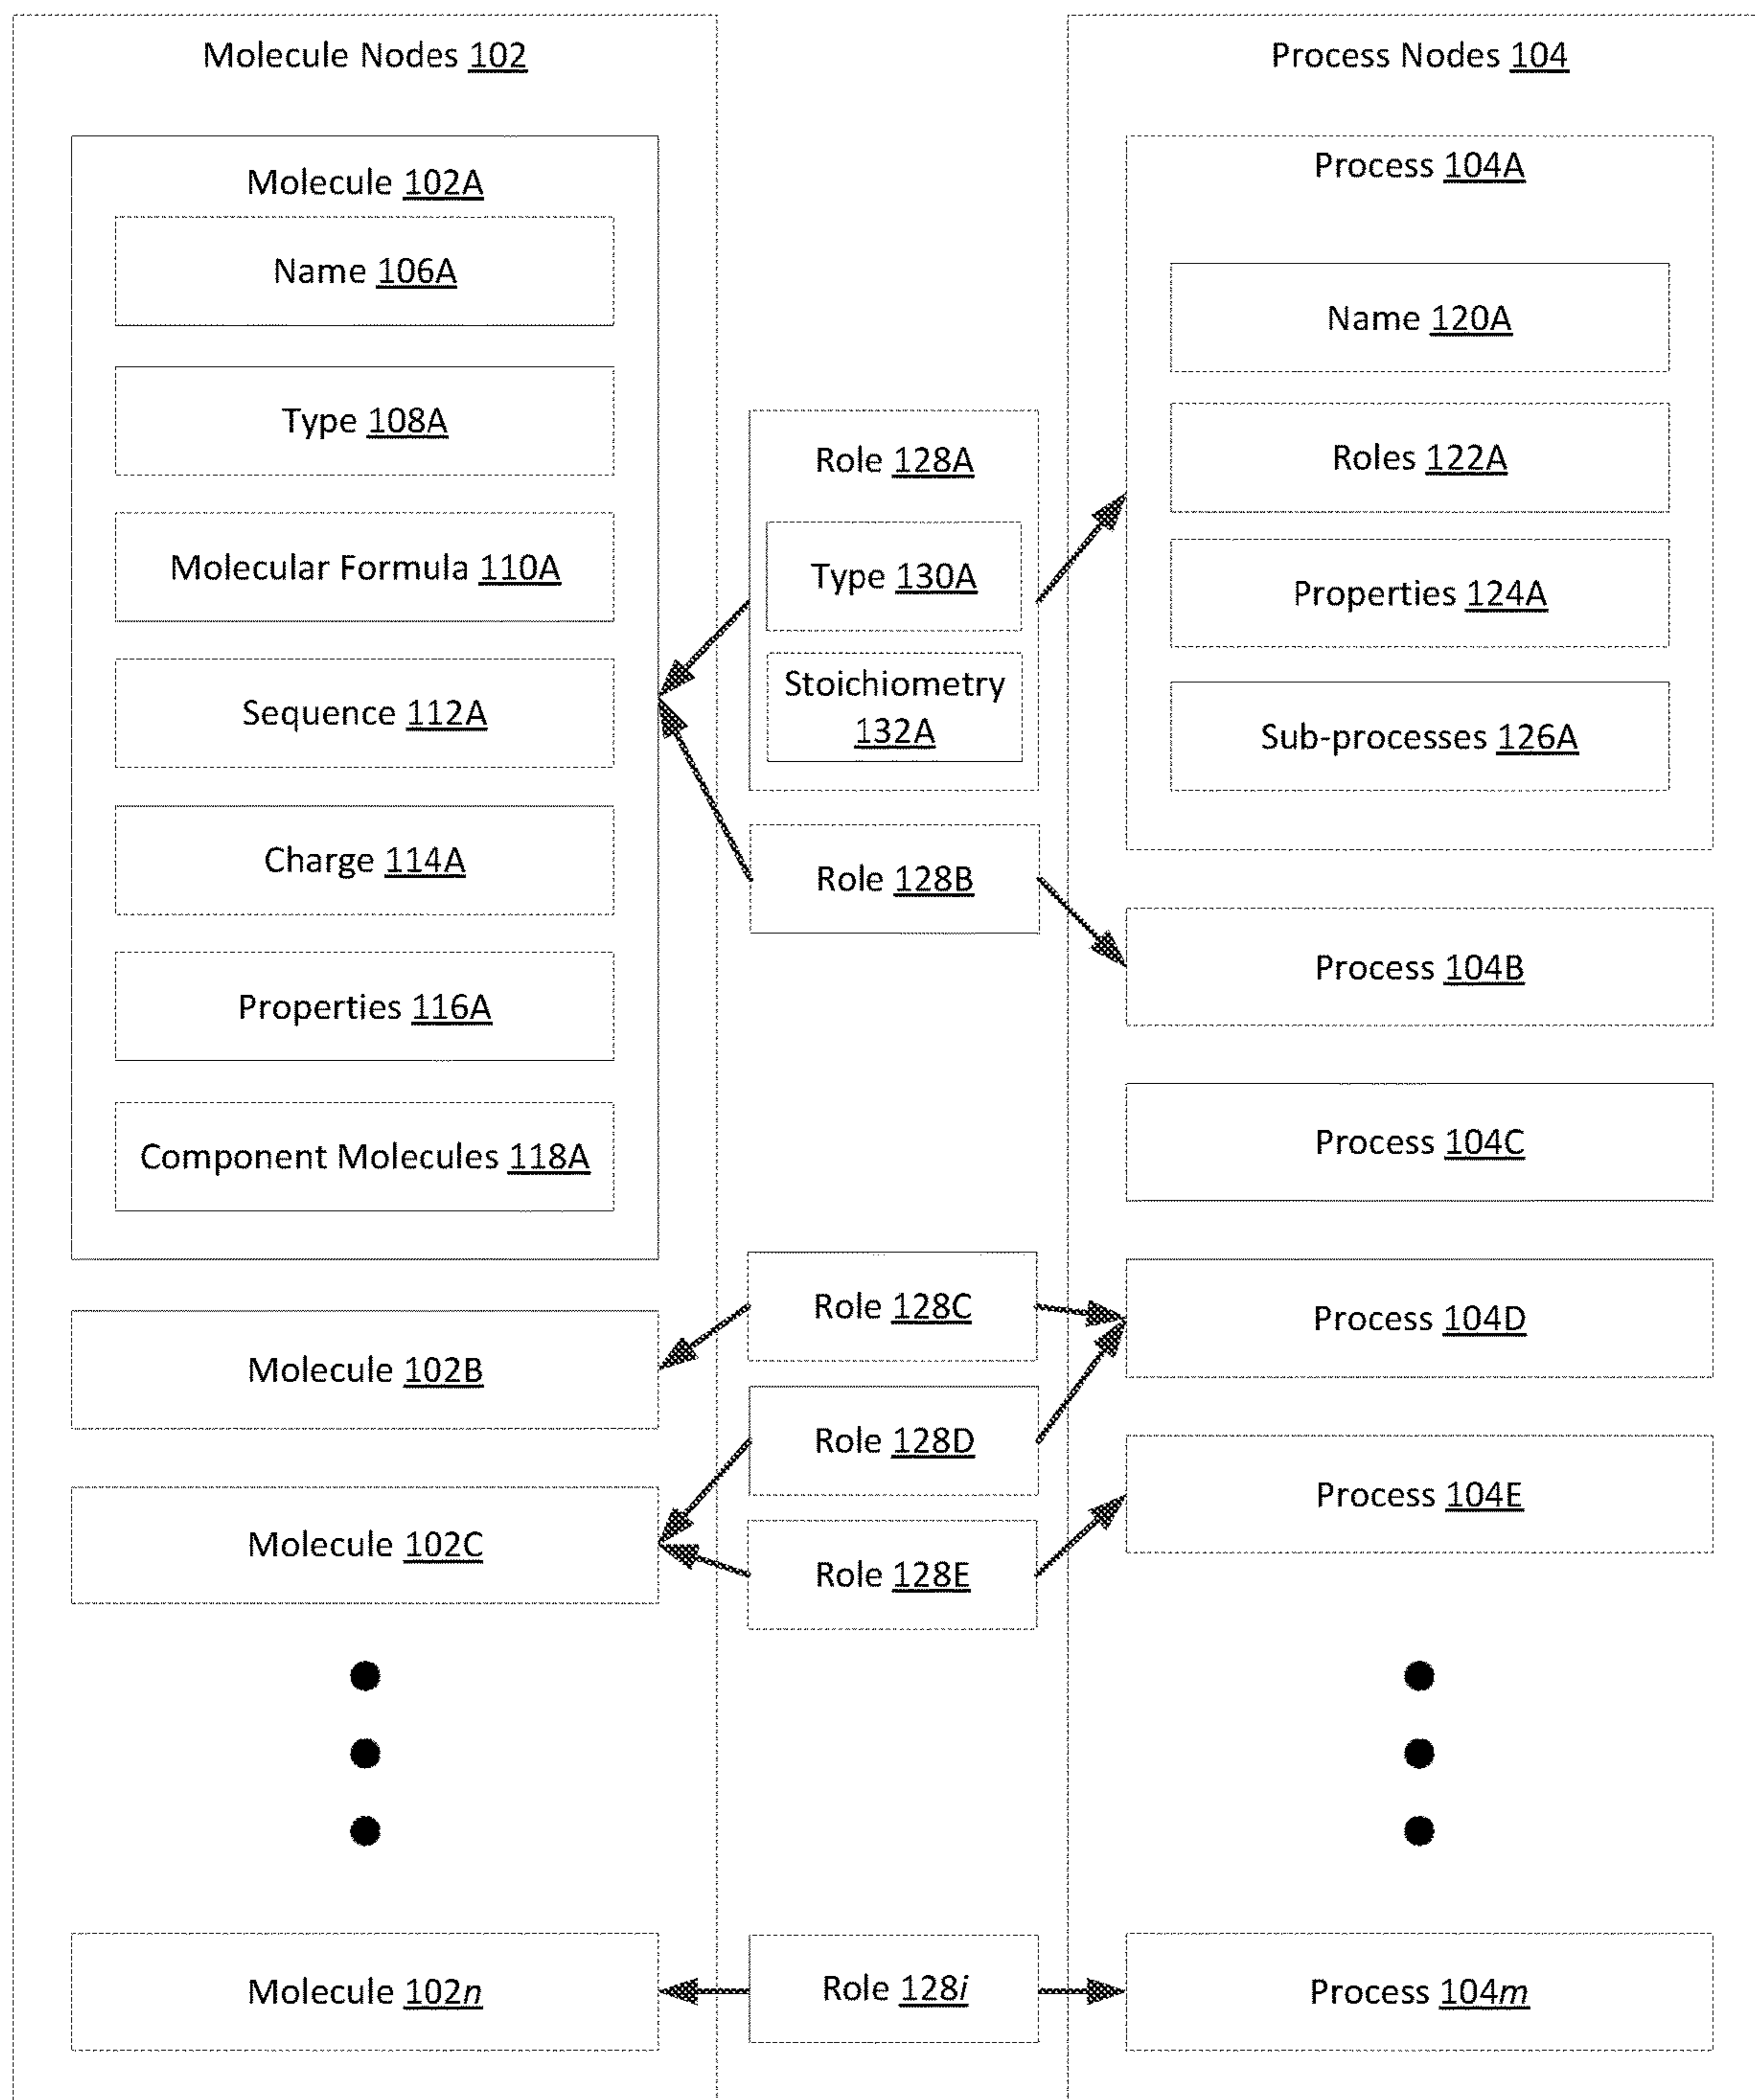 Molecule Nodes 102
Molecule 102A
Name 106A
Type 108A
Molecular Formula 110A
Sequence 112A
Charge 114A
Properties 116A
Component Molecules 118A
Molecule 102B
Molecule 102C
Molecule 102n
Role 128A
Type 130A
Stoichiometry
132A
Role 128B
Role 128C
Role 128D
Role 128E
Role 128i
Process Nodes 104
Process 104A
Name 120A
Roles 122A
Properties 124A
Sub-processes 126A
Process 104B
Process 104C
Process 104D
Process 104E
Process 104m